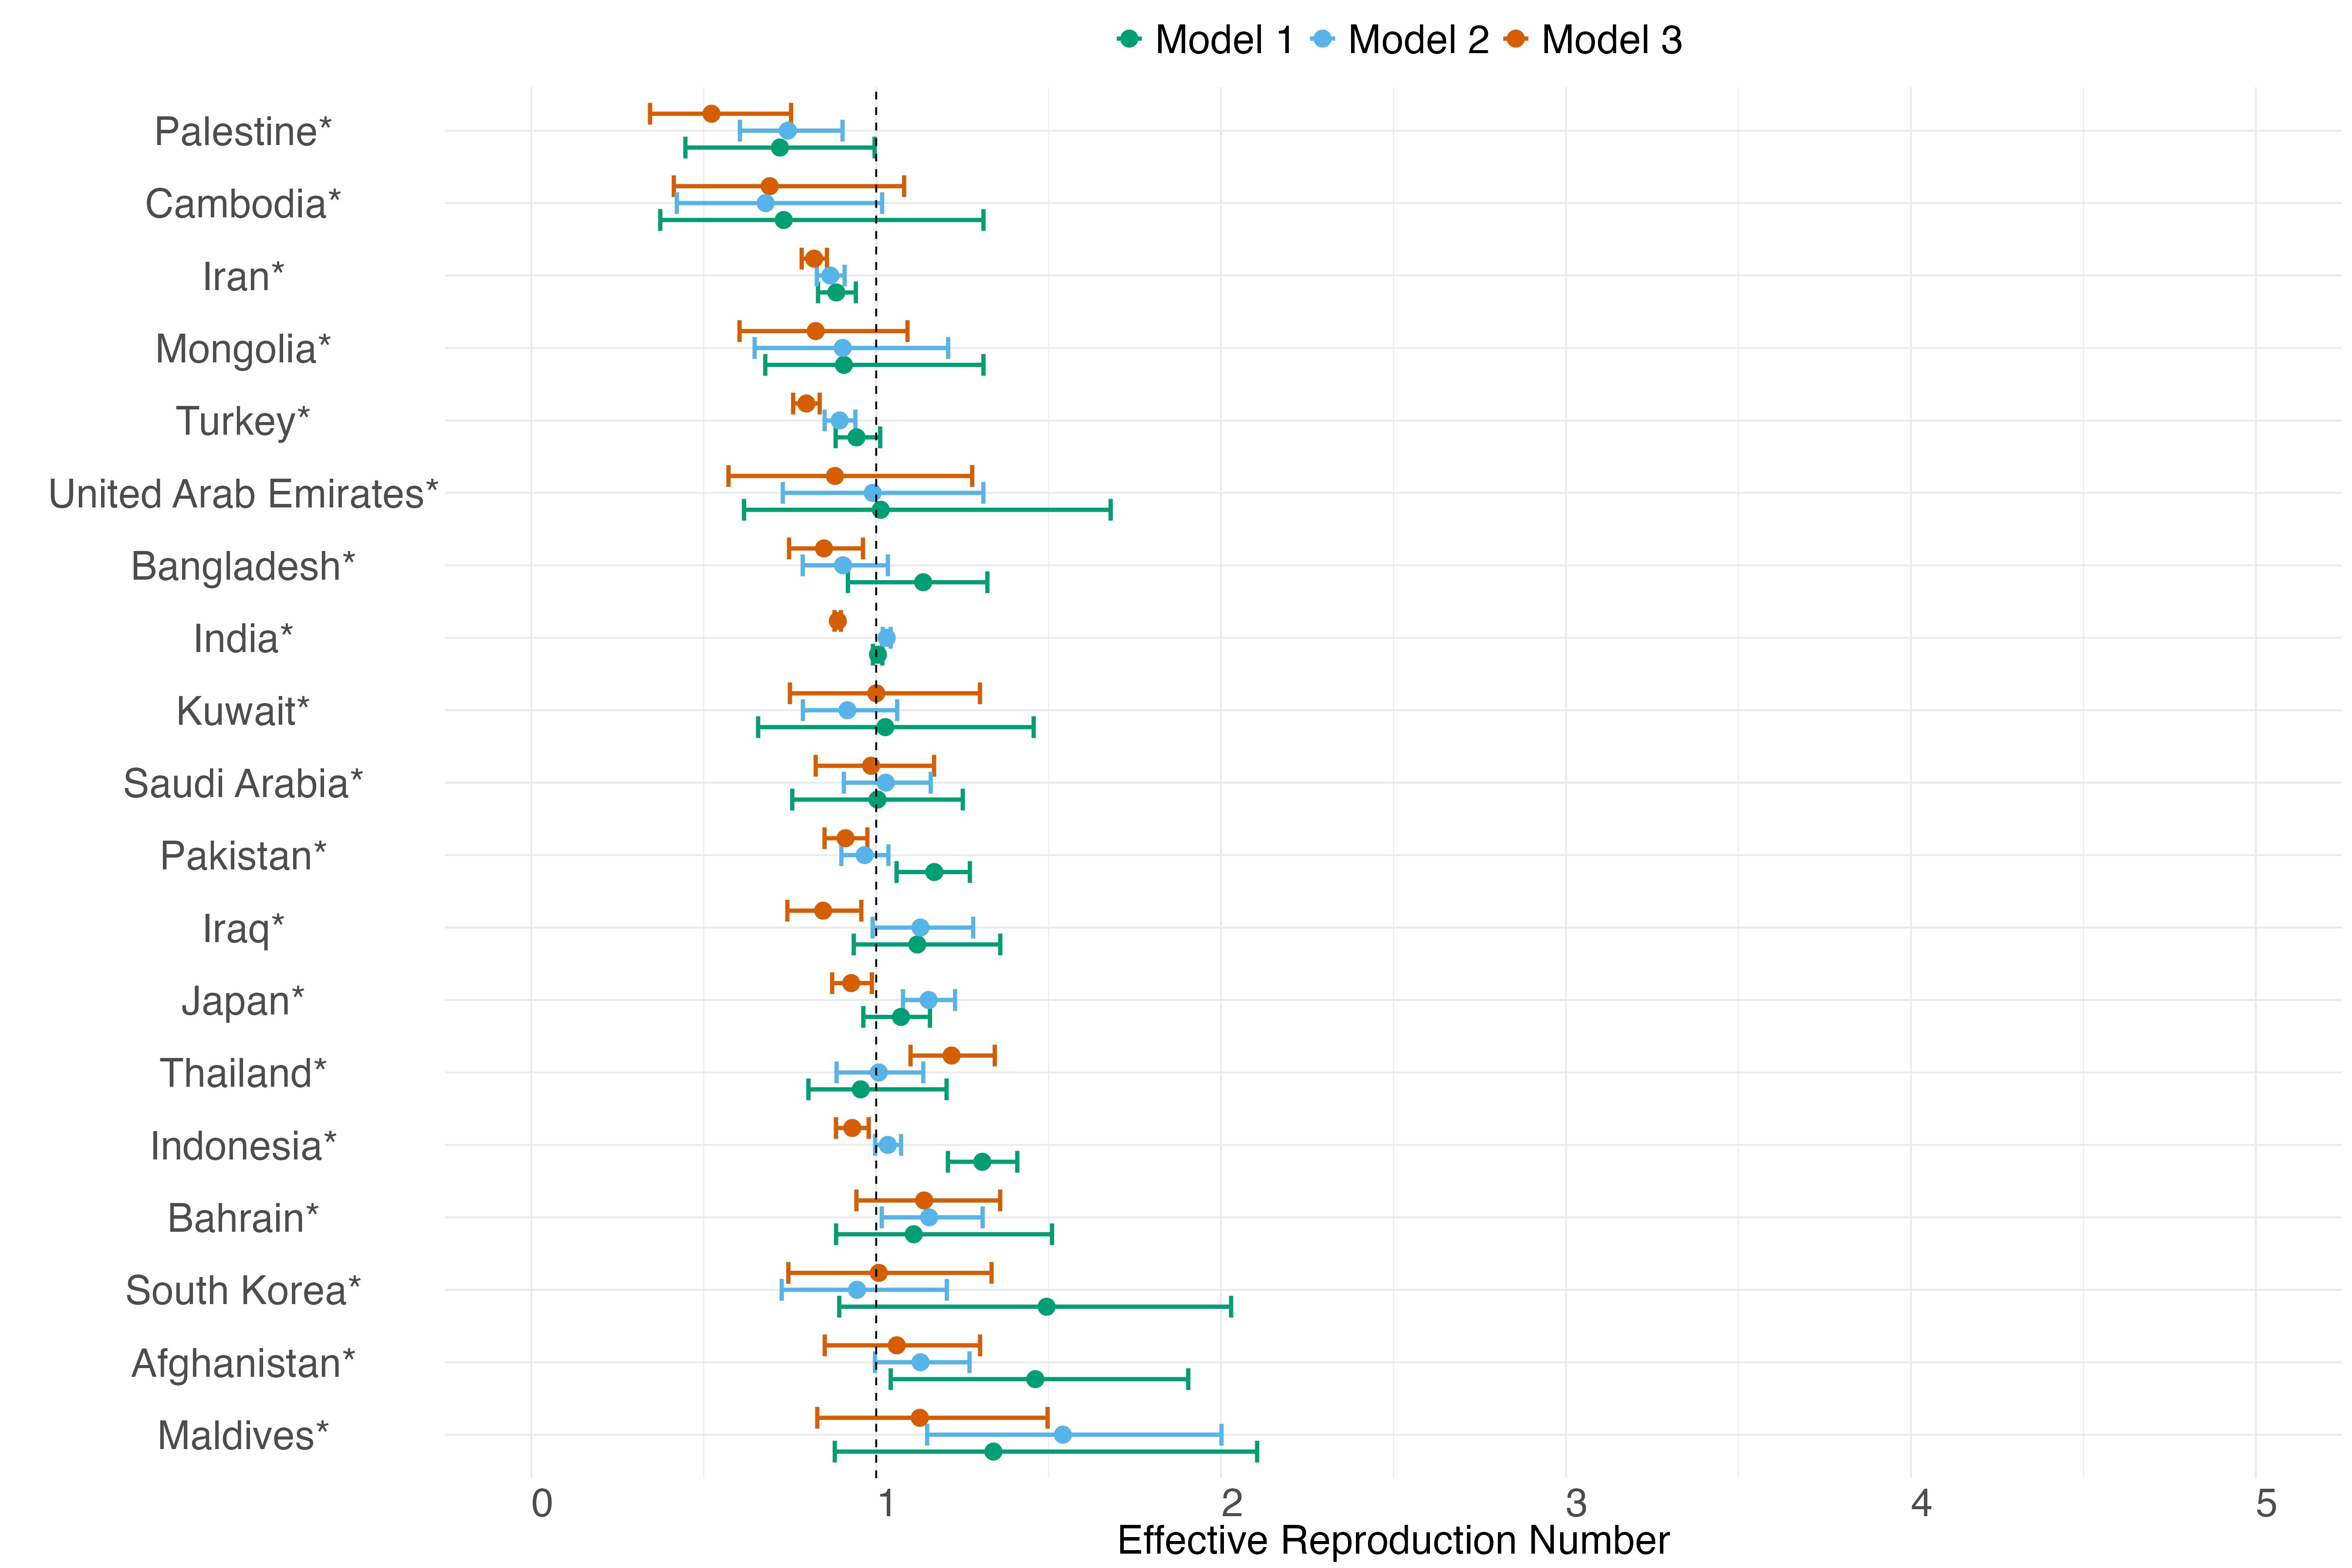 Model 1 Model 2 Model 3
Palestine*
Cambodia*
Iran*
Mongolia*
Turkey*
United Arab Emirates*
Bangladesh*
India*
Kuwait*
Saudi Arabia*
Pakistan*
Iraq*
Japan*
Thailand*
Indonesia*
Bahrain*
South Korea*
Afghanistan*
Maldives*
0 1 2 3 4 5
Effective Reproduction Number